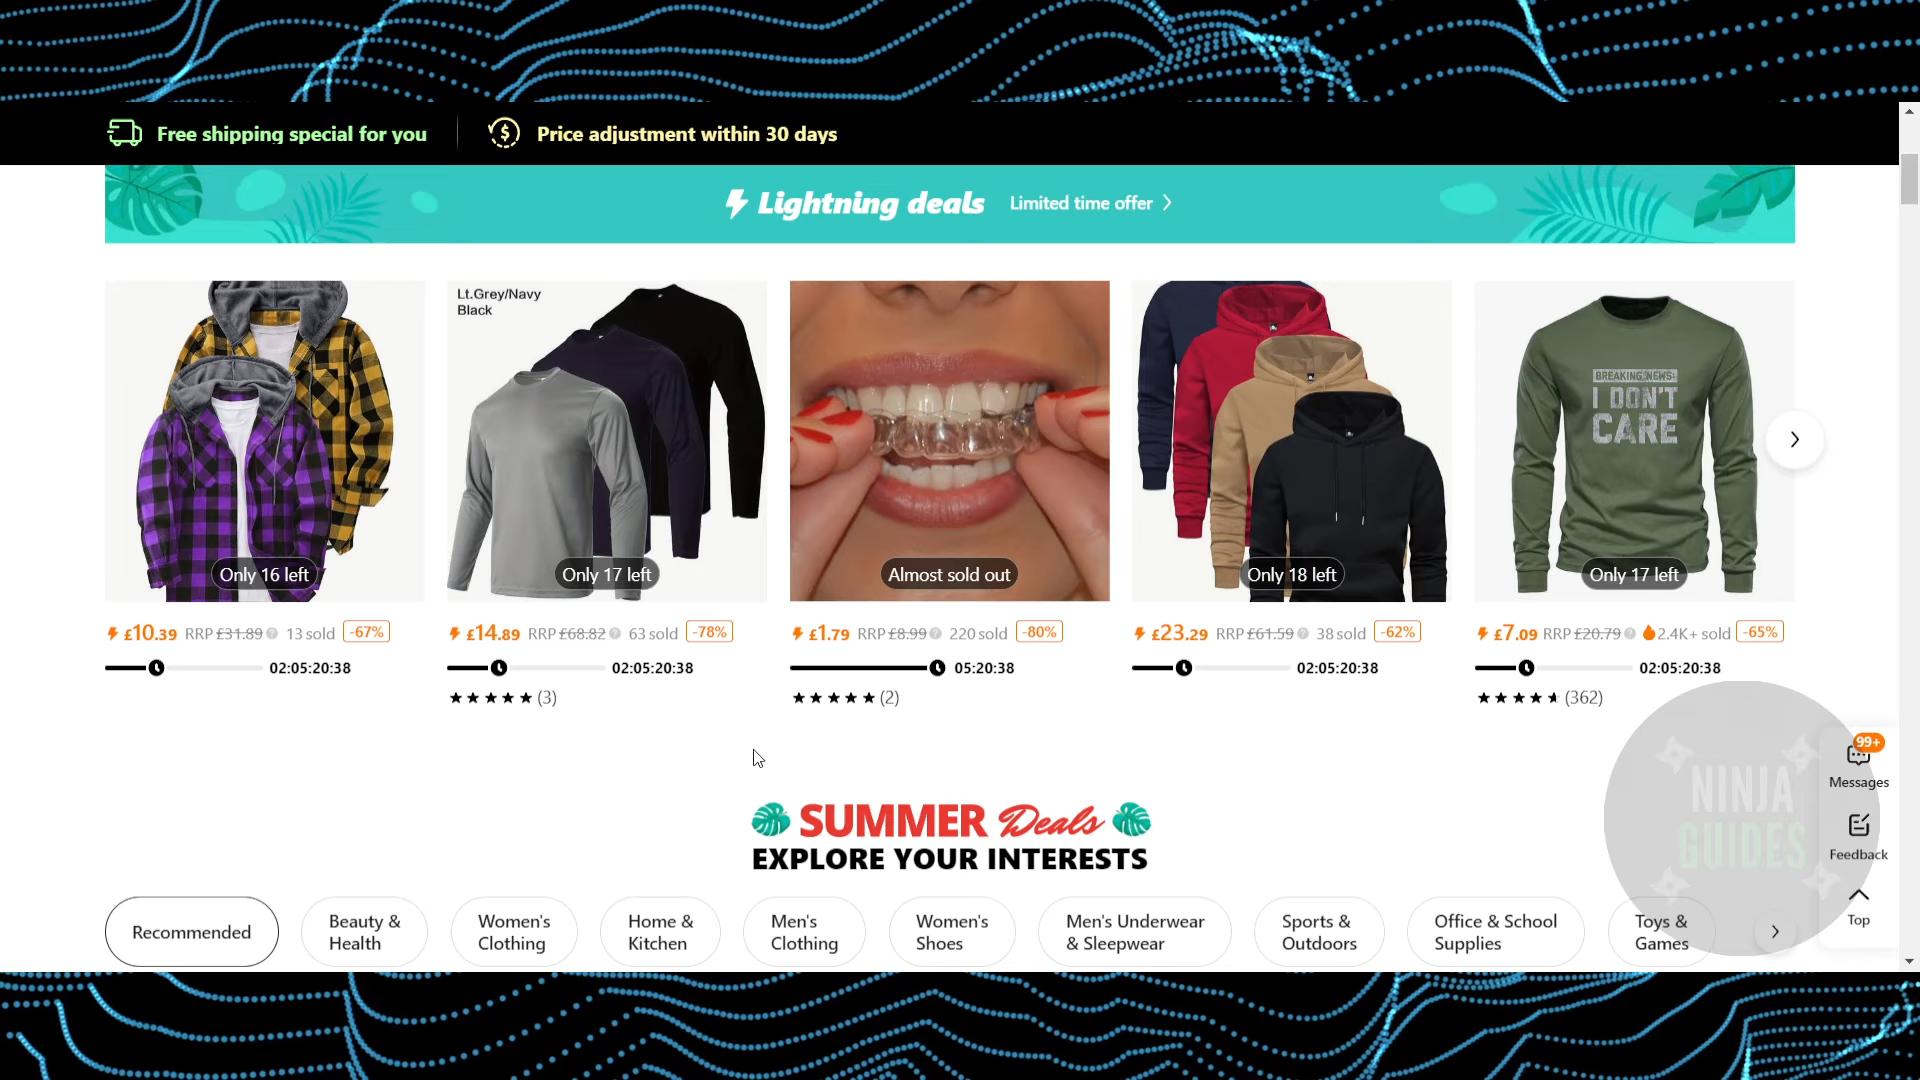 Free shipping special for you
Price adjustment within 30 days
Lightning deals Limited time offer
Lt.Grey/Navy
Black
BREAKING NEWS:
I DON'T
CARE
Only 16 left
Only 17 left
Almost sold out
Only 18 left
Only 17 left
£10.39 RRP £31.89 13 sold -67%
£14.89 RRP £68.82 63 sold -78%
£1.79 RRP £8.99 220 sold -80%
£23.29 RRP £61.59 38 sold -62%
£7.09 RRP £20.79 2.4K+ sold -65%
02:05:20:38
02:05:20:38
05:20:38
02:05:20:38
02:05:20:38
(3)
(2)
(362)
99+
Messages
NINJA
GUIDES
Feedback
Top
SUMMER Deals
EXPLORE YOUR INTERESTS
Recommended
Beauty &
Health
Women's
Clothing
Home &
Kitchen
Men's
Clothing
Women's
Shoes
Men's Underwear
& Sleepwear
Sports &
Outdoors
Office & School
Supplies
Toys &
Games